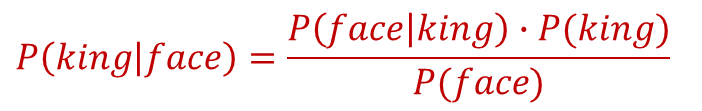 P(king|face) = P(face|king) · P(king) / P(face)